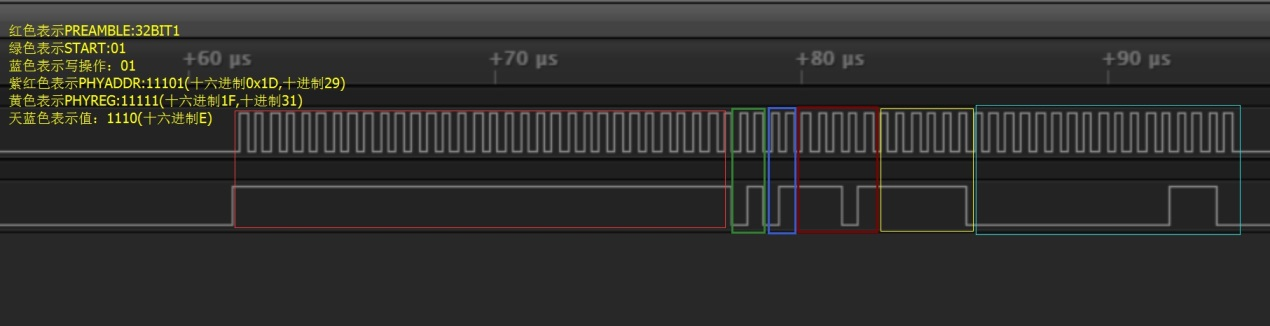 红色表示PREAMBLE:32BIT1
绿色表示START:01
蓝色表示写操作：01
紫红色表示PHYADDR:11101(十六进制0x1D,十进制29)
黄色表示PHYREG:11111(十六进制1F,十进制31)
天蓝色表示值：1110(十六进制E)
+60 µs +70 µs +80 µs +90 µs